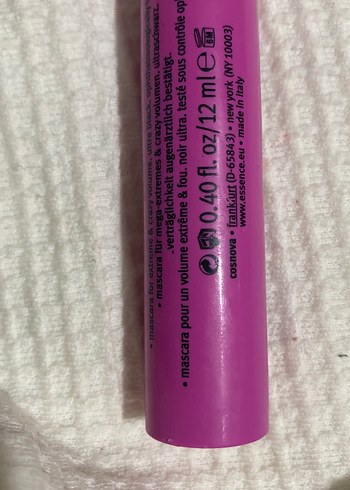 • mascara for extreme & crazy volume. ultra black. ophthalmologically
• mascara für mega-extremes & crazy volumen. ultraschwarz.
verträglichkeit augenärztlich bestätigt.
• mascara pour un volume extrême & fou. noir ultra. testé sous contrôle op
0.40 fl. oz/12 ml ℮
cosnova • frankfurt (D-65843) • new york (NY 10003)
www.essence.eu • made in Italy